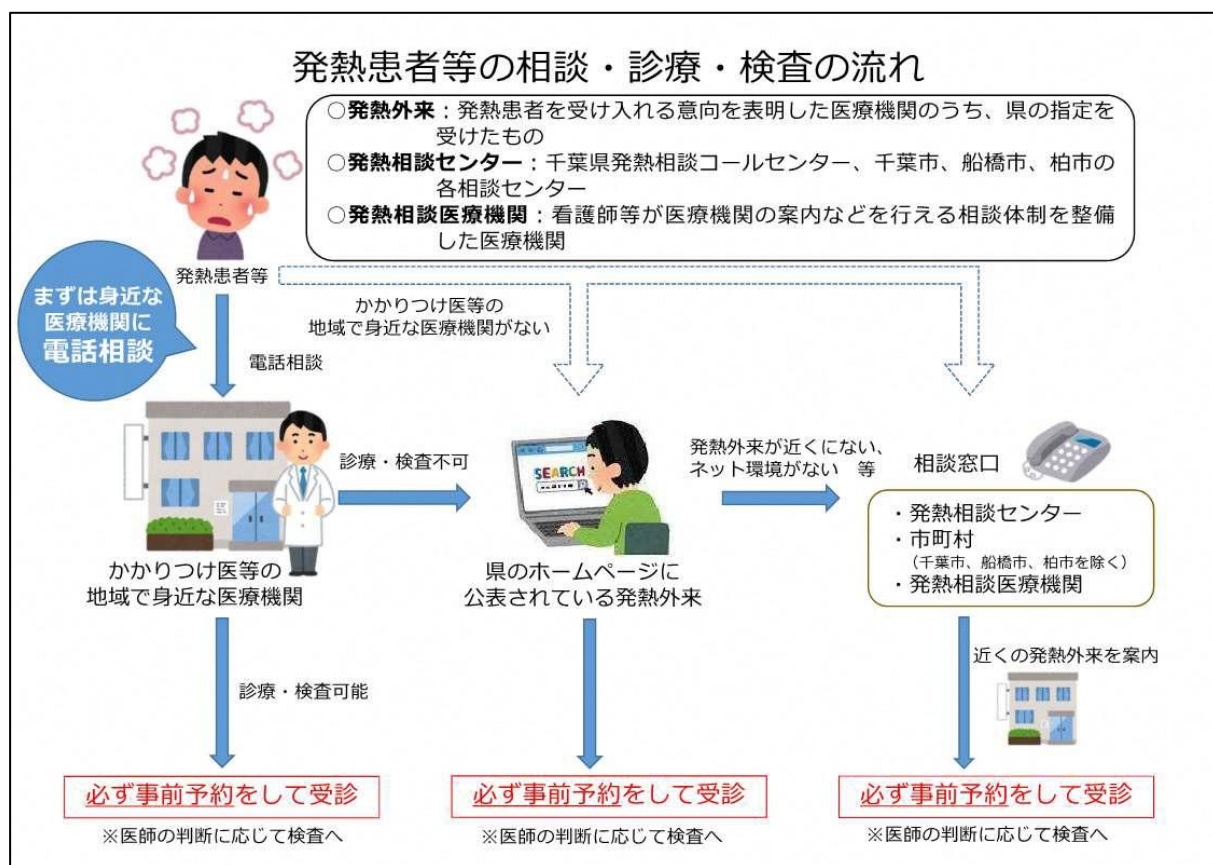 発熱患者等の相談・診療・検査の流れ
○発熱外来：発熱患者を受け入れる意向を表明した医療機関のうち、県の指定を
受けたもの
○発熱相談センター：千葉県発熱相談コールセンター、千葉市、船橋市、柏市の
各相談センター
○発熱相談医療機関：看護師等が医療機関の案内などを行える相談体制を整備
した医療機関
発熱患者等
まずは身近な
医療機関に
電話相談
電話相談
かかりつけ医等の
地域で身近な医療機関がない
診療・検査不可
SEARCH
発熱外来が近くにない、
ネット環境がない　等
相談窓口
・発熱相談センター
・市町村
（千葉市、船橋市、柏市を除く）
・発熱相談医療機関
かかりつけ医等の
地域で身近な医療機関
県のホームページに
公表されている発熱外来
近くの発熱外来を案内
診療・検査可能
必ず事前予約をして受診
※医師の判断に応じて検査へ
必ず事前予約をして受診
※医師の判断に応じて検査へ
必ず事前予約をして受診
※医師の判断に応じて検査へ